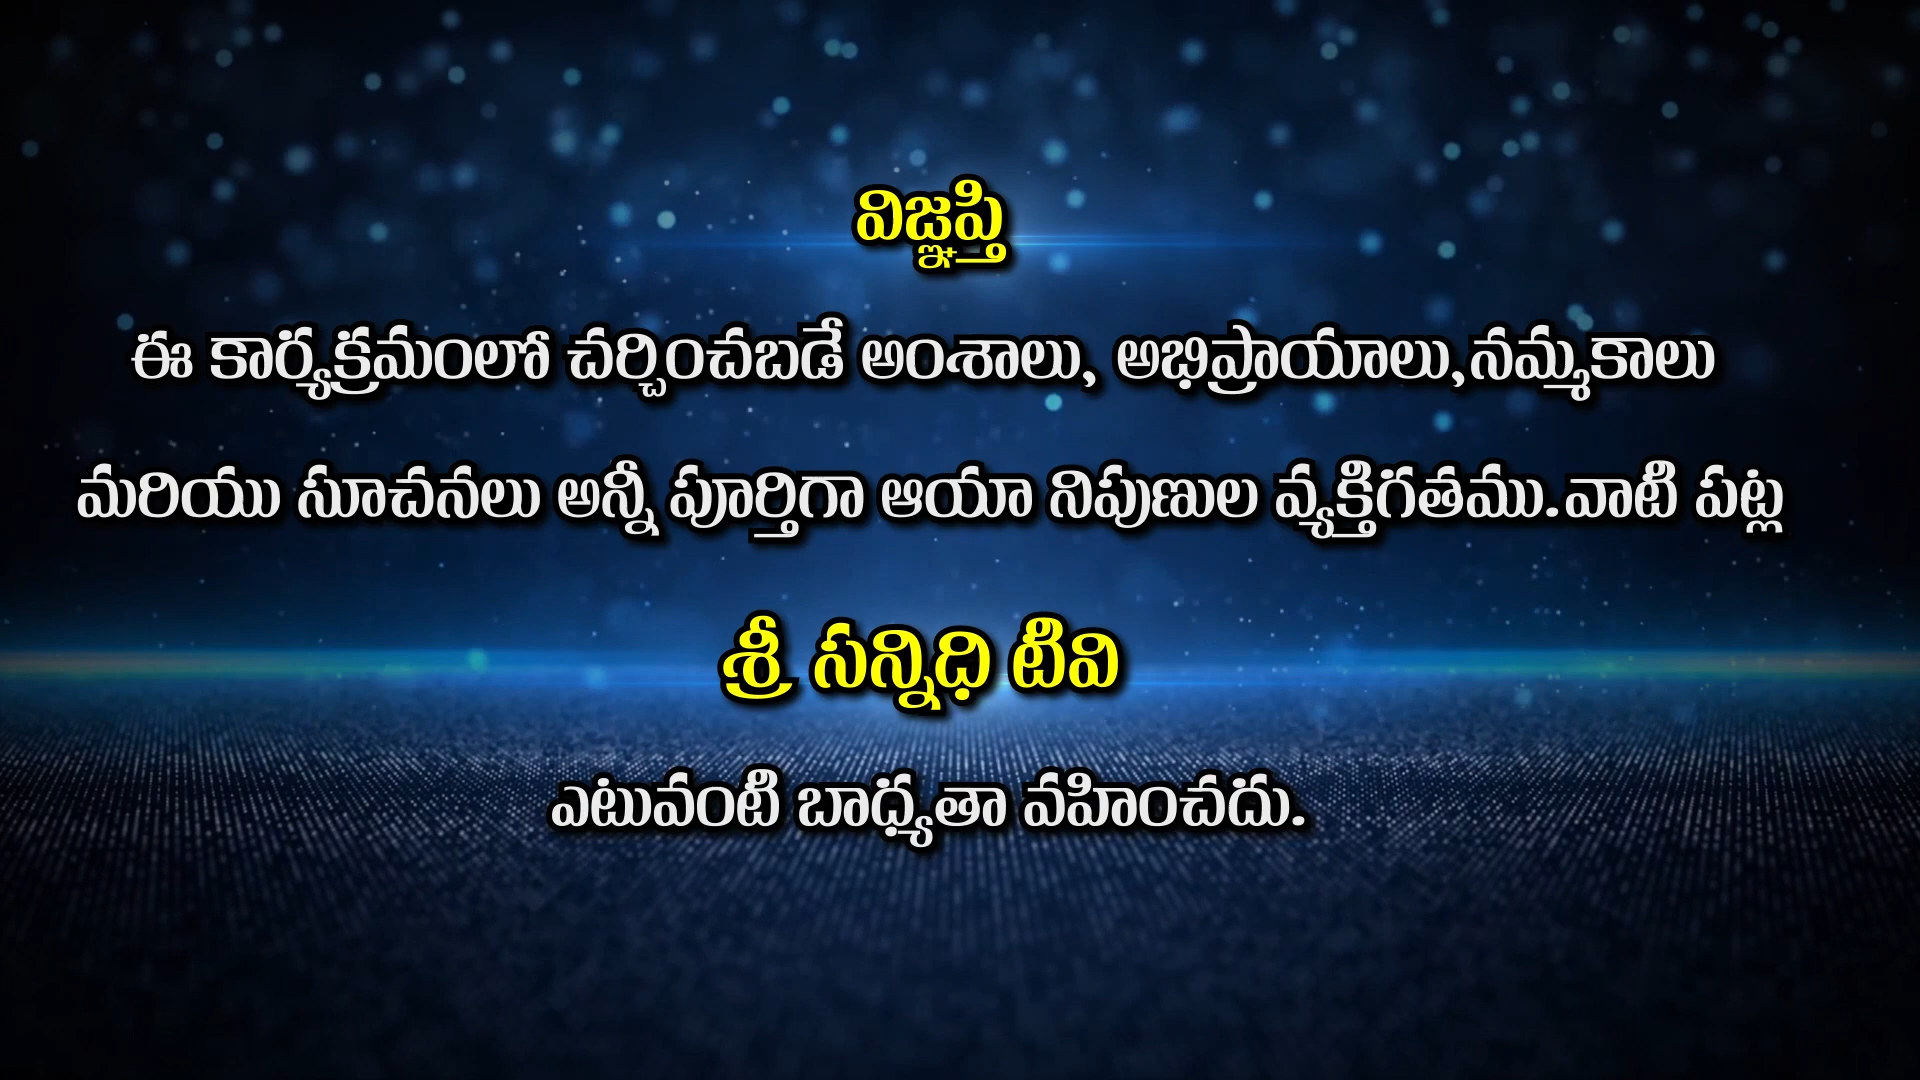 విజ్ఞప్తి
ఈ కార్యక్రమంలో చర్చించబడే అంశాలు, అభిప్రాయాలు,నమ్మకాలు
మరియు సూచనలు అన్నీ పూర్తిగా ఆయా నిపుణుల వ్యక్తిగతము.వాటి పట్ల
శ్రీ సన్నిధి టీవి
ఎటువంటి బాధ్యతా వహించదు.